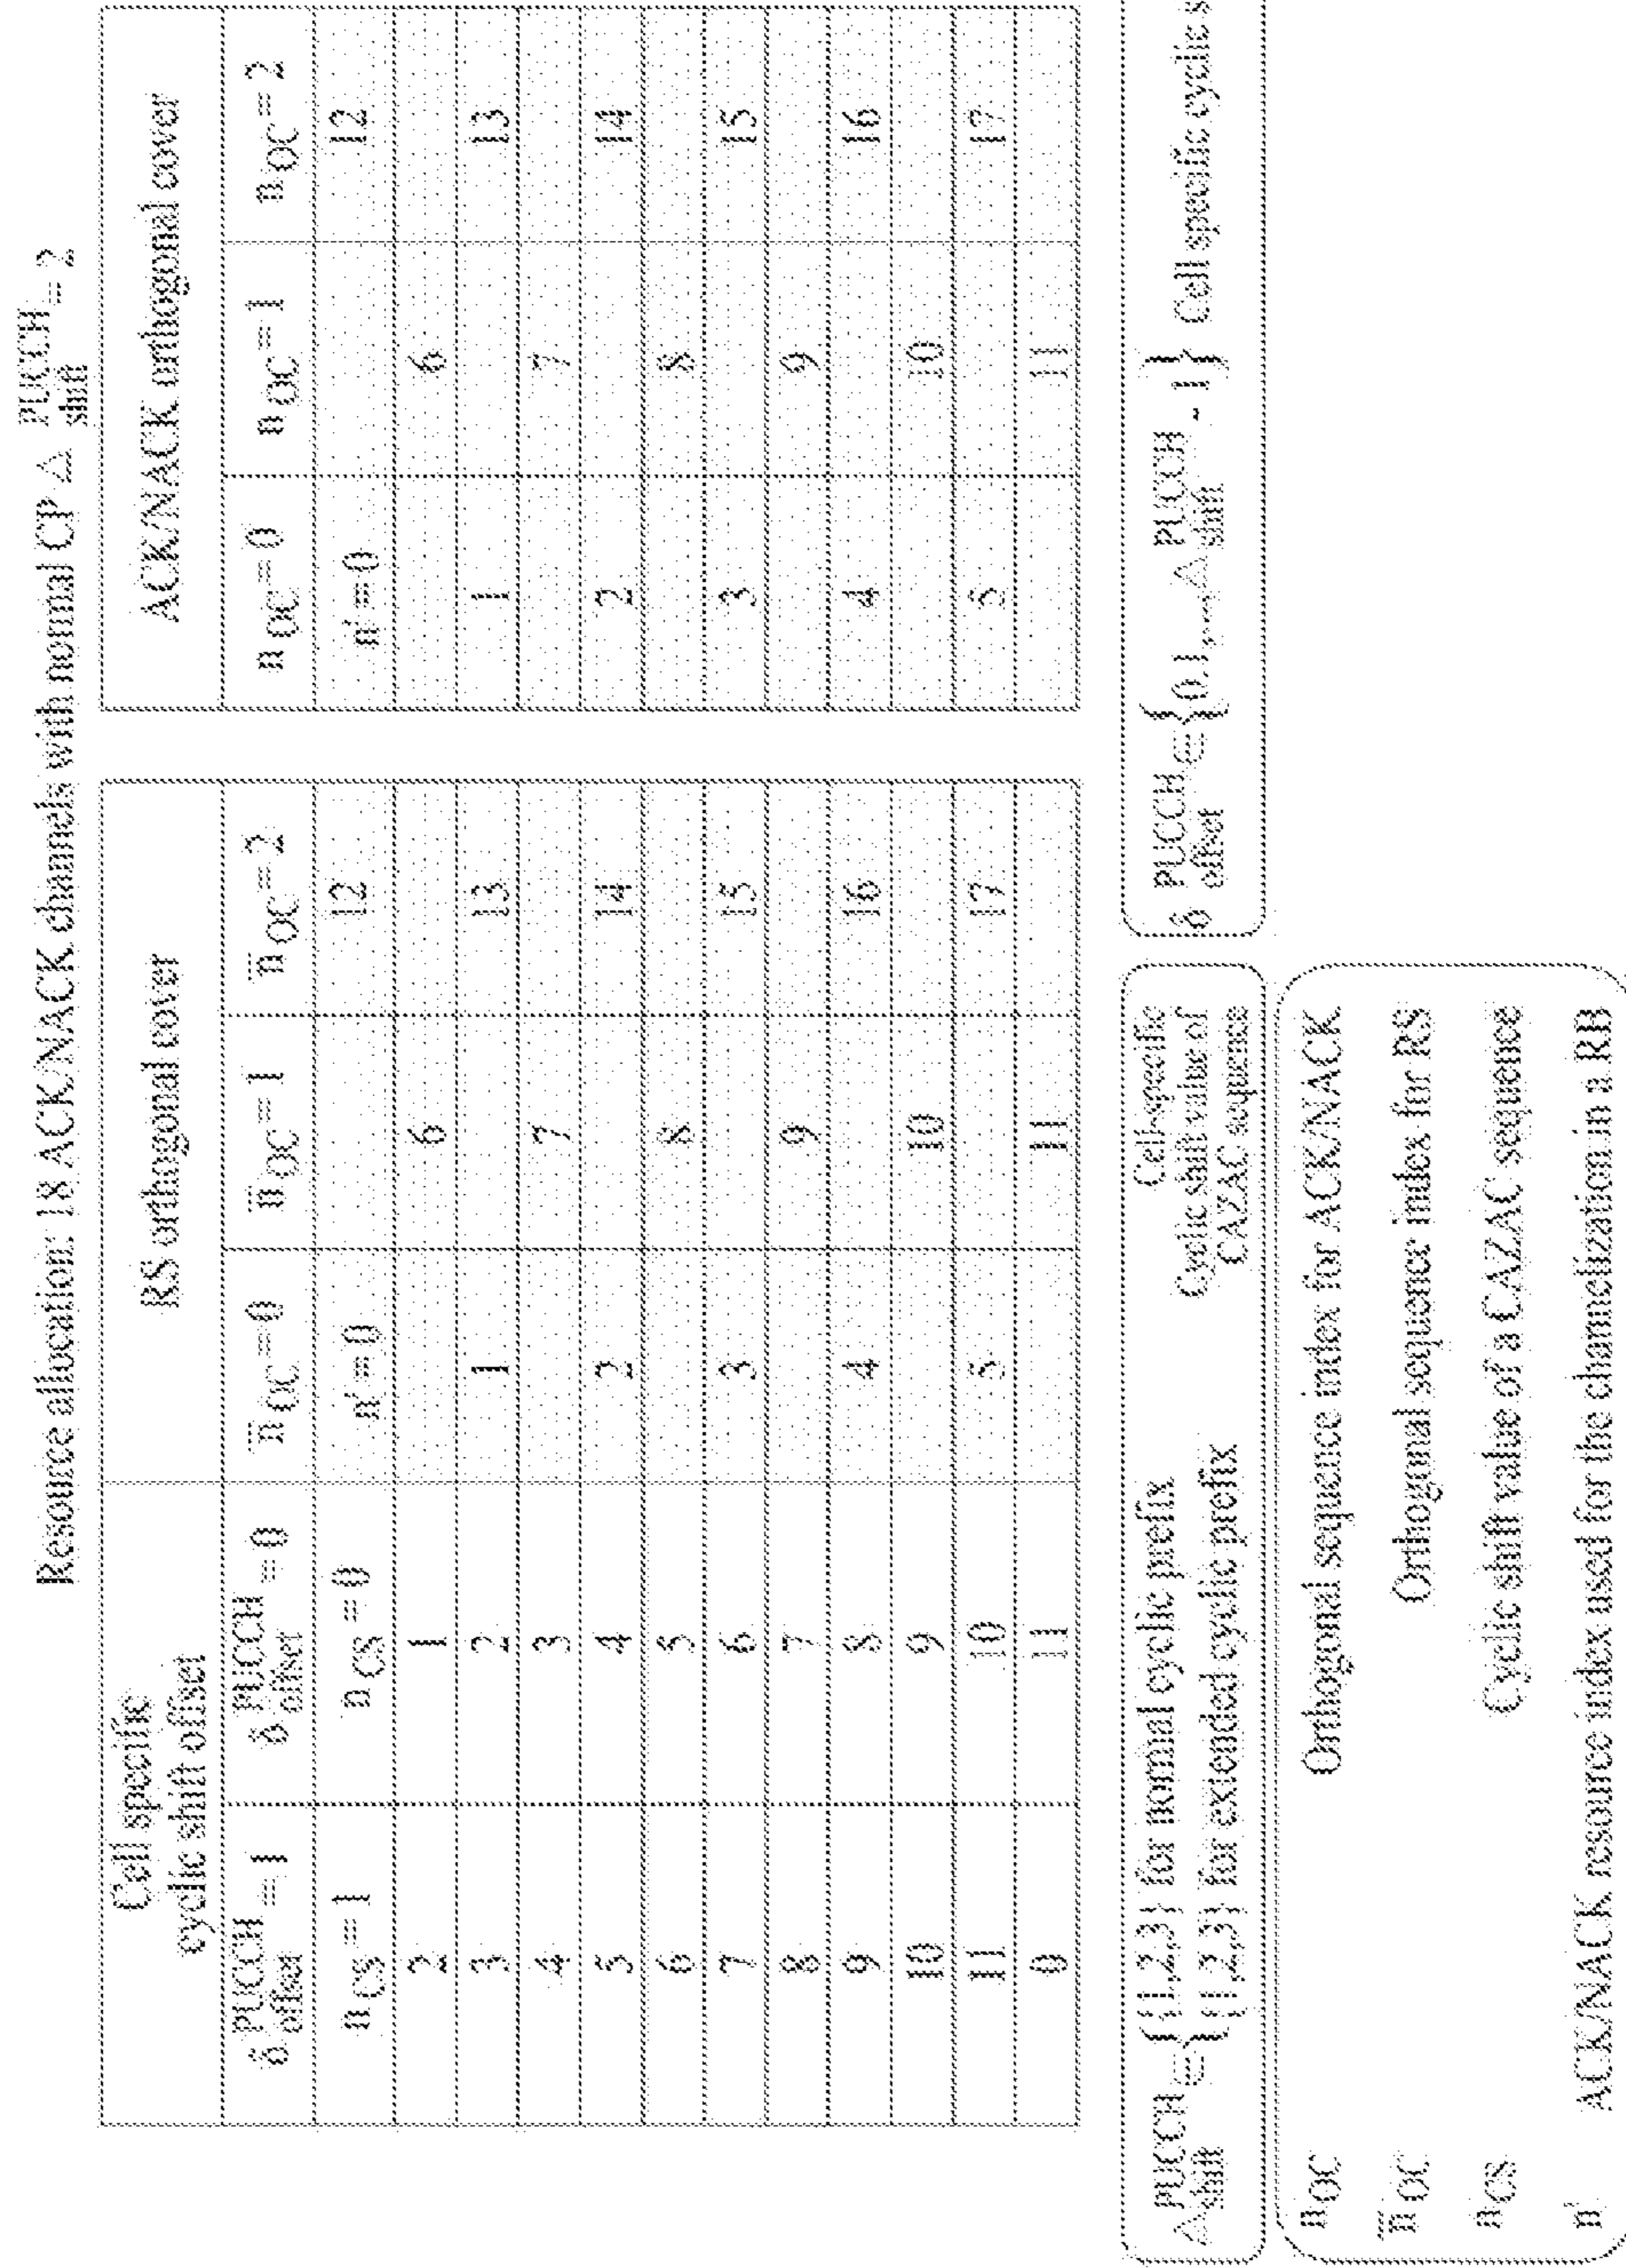 Resource allocation: 18 ACK/NACK channels with normal CP △ PUCCH shift = 2
Cell specific cyclic shift offset RS orthogonal cover ACK/NACK orthogonal cover
δ PUCCH offset =1 δ PUCCH offset =0 n̅ OC=0 n̅ OC=1 n̅ OC=2 n OC=0 n OC=1 n OC=2
n CS=1 n CS=0 n'=0 12 n'=0 12
2 1 6 6
3 2 1 13 1 13
4 3 7 7
5 4 2 14 2 14
6 5 8 8
7 6 3 15 3 15
8 7 9 9
9 8 4 16 4 16
10 9 10 10
11 10 5 17 5 17
0 11 11 11
△ PUCCH shift ∈ { {1,2,3} for normal cyclic prefix
{1,2,3} for extended cyclic prefix
Cell-specific
Cyclic shift value of
CAZAC sequence
δ PUCCH offset ∈ {0,1,...,△ PUCCH shift -1} Cell specific cyclic s
n OC Orthogonal sequence index for ACK/NACK
n̅ OC Orthogonal sequence index for RS
n CS Cyclic shift value of a CAZAC sequence
n' ACK/NACK resource index used for the channelization in a RB